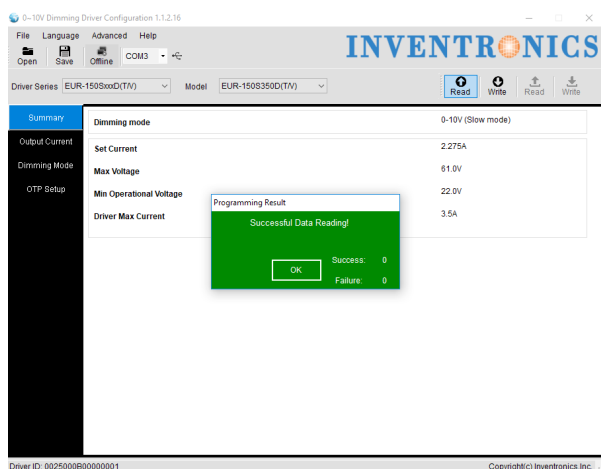 0~10V Dimming Driver Configuration 1.1.2.16
File Language Advanced Help
Open Save Offline COM3
INVENTRONICS
Driver Series EUR-150SxxxD(T/V) Model EUR-150S350D(T/V) Read Write Read Write
Summary
Output Current
Dimming Mode
OTP Setup
Dimming mode 0-10V (Slow mode)
Set Current 2.275A
Max Voltage 61.0V
Min Operational Voltage 22.0V
Driver Max Current 3.5A
Programming Result
Successful Data Reading!
OK
Success: 0
Failure: 0
Driver ID: 0025000B00000001 Copyright(c) Inventronics Inc.